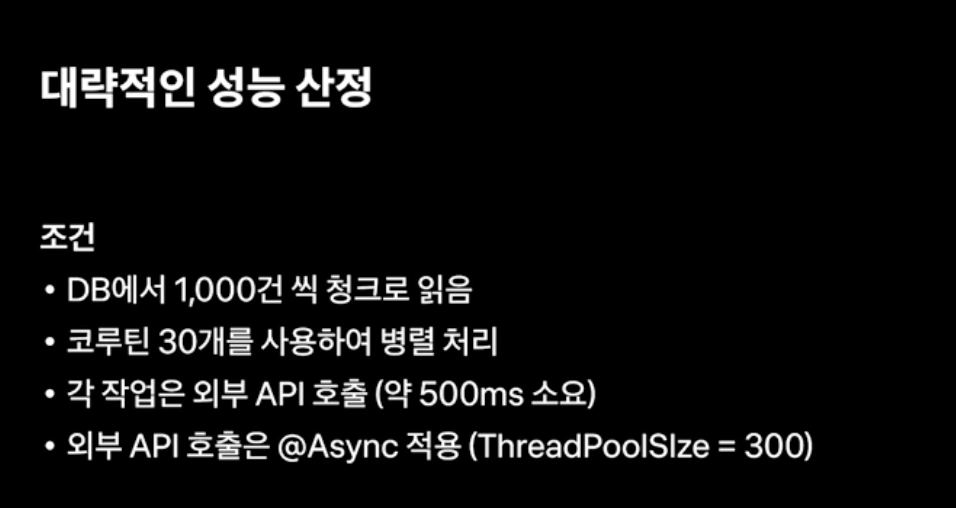 대략적인 성능 산정
조건
• DB에서 1,000건 씩 청크로 읽음
• 코루틴 30개를 사용하여 병렬 처리
• 각 작업은 외부 API 호출 (약 500ms 소요)
• 외부 API 호출은 @Async 적용 (ThreadPoolSIze = 300)